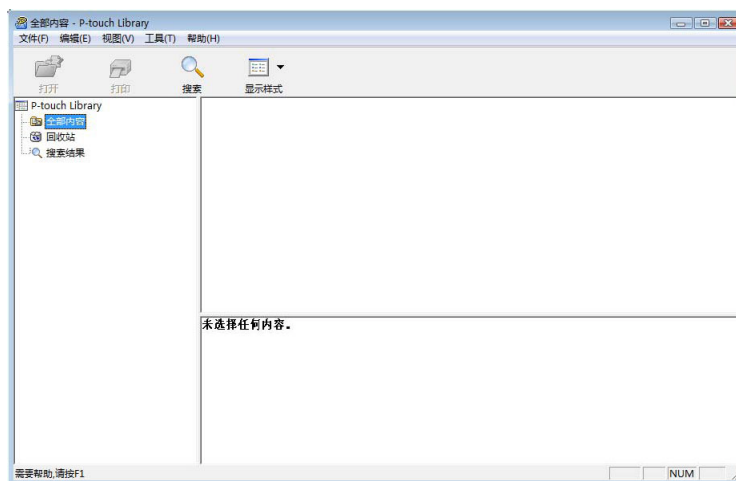 全部内容 - P-touch Library
文件(F) 编辑(E) 视图(V) 工具(T) 帮助(H)
打开 打印 搜索 显示样式
P-touch Library
全部内容
回收站
搜索结果
未选择任何内容。
需要帮助,请按F1 NUM